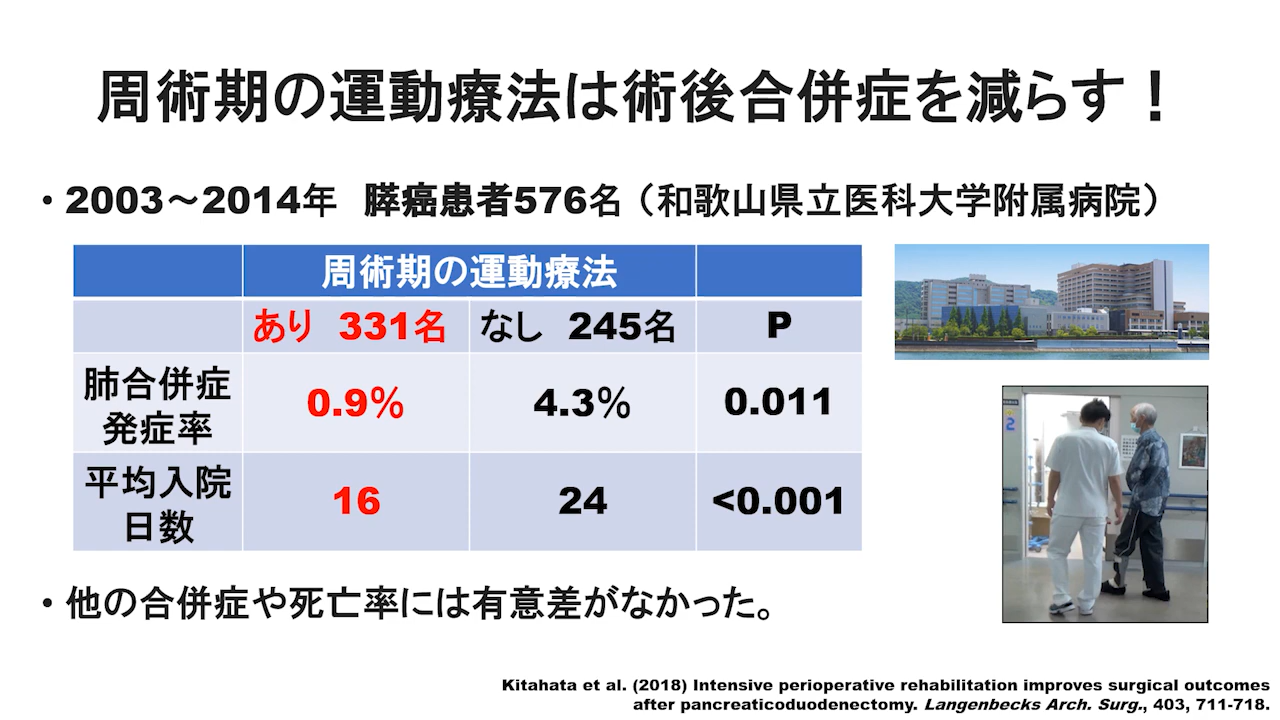 周術期の運動療法は術後合併症を減らす！
• 2003～2014年　膵癌患者576名（和歌山県立医科大学附属病院）
周術期の運動療法
あり　331名　なし　245名　P
肺合併症
発症率
0.9%　4.3%　0.011
平均入院
日数
16　24　<0.001
• 他の合併症や死亡率には有意差がなかった。
2
Kitahata et al. (2018) Intensive perioperative rehabilitation improves surgical outcomes
after pancreaticoduodenectomy. Langenbecks Arch. Surg., 403, 711-718.